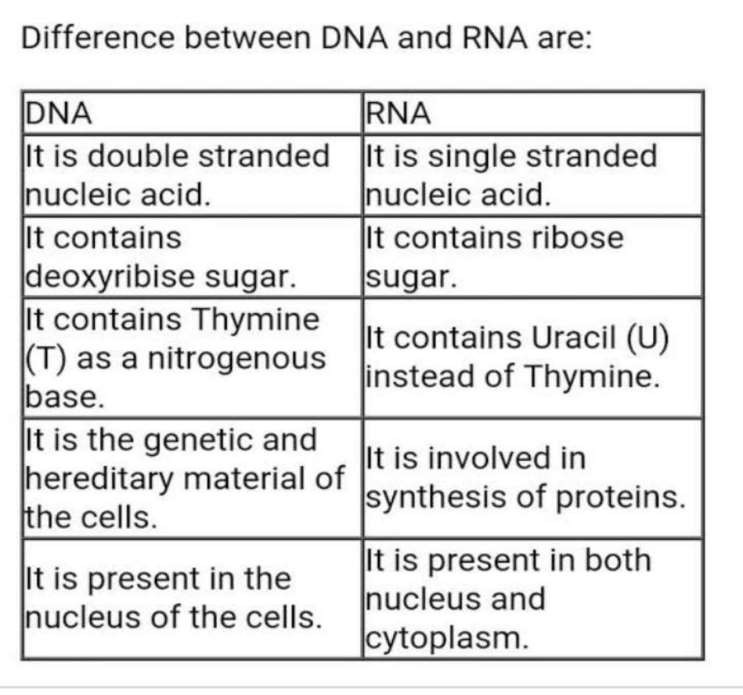 Difference between DNA and RNA are:
DNA
RNA
It is double stranded
nucleic acid.
It is single stranded
nucleic acid.
It contains
deoxyribise sugar.
It contains ribose
sugar.
It contains Thymine
(T) as a nitrogenous
base.
It contains Uracil (U)
instead of Thymine.
It is the genetic and
hereditary material of
the cells.
It is involved in
synthesis of proteins.
It is present in the
nucleus of the cells.
It is present in both
nucleus and
cytoplasm.